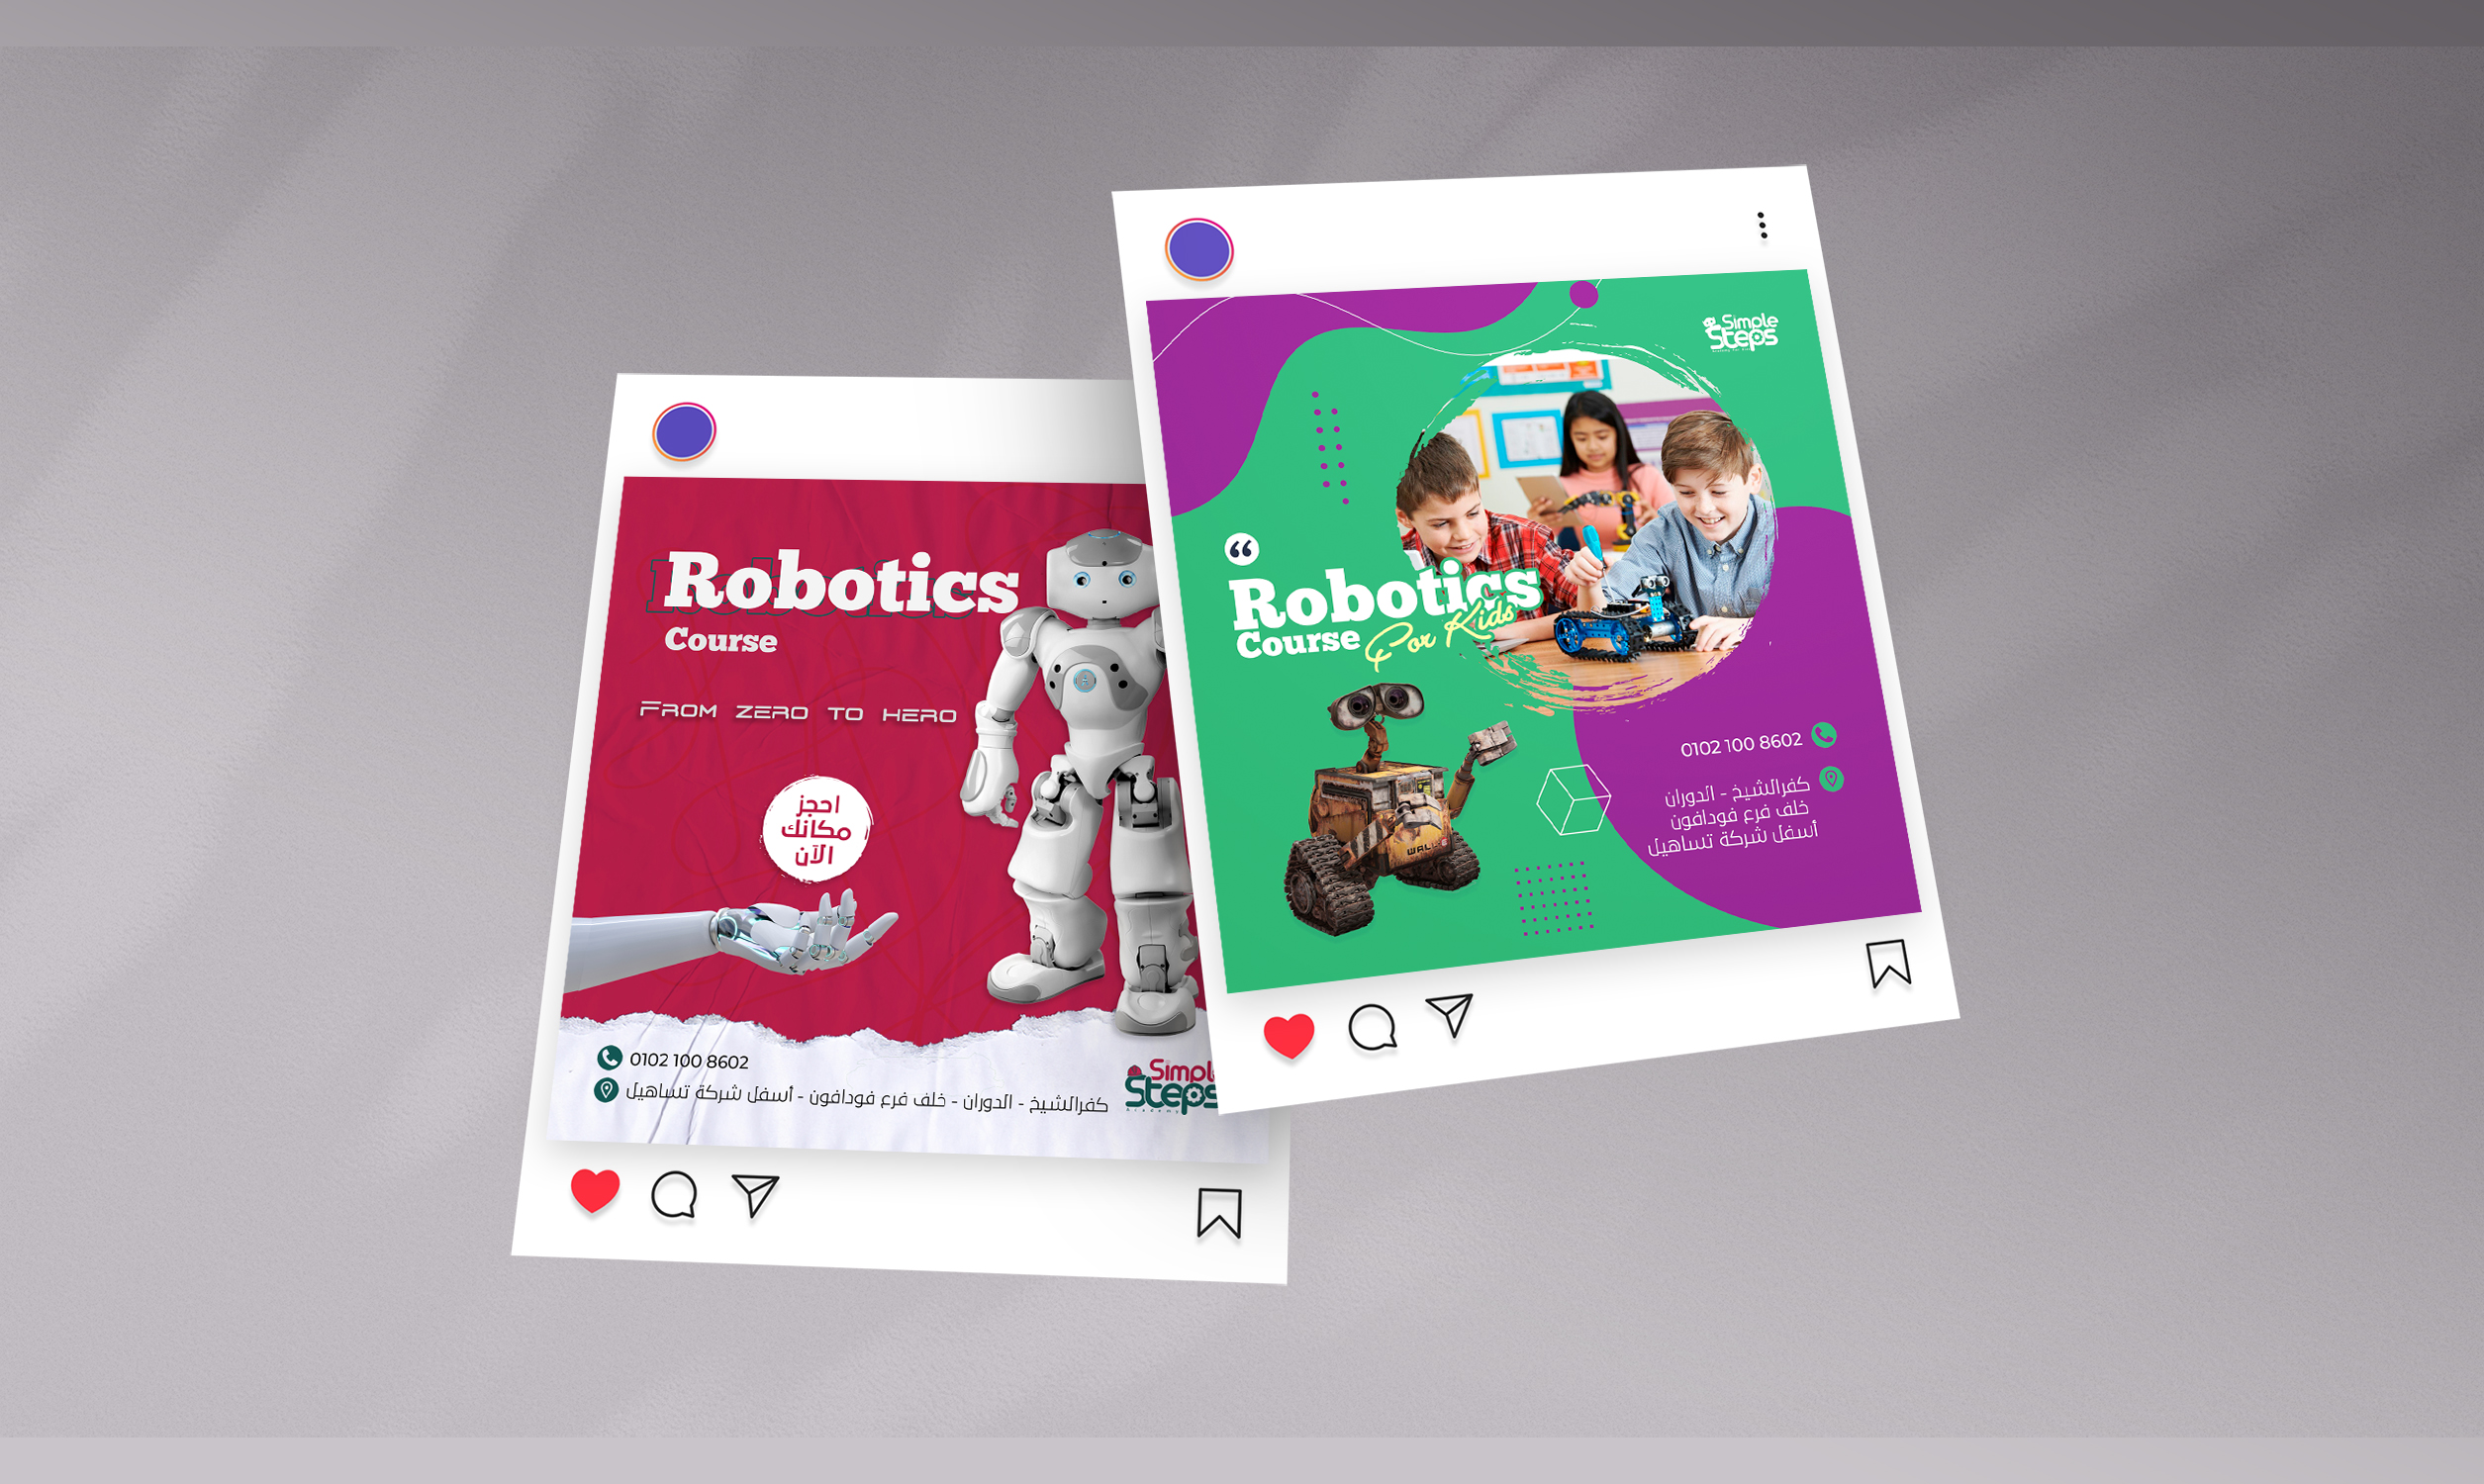 Robotics
Course
FROM ZERO TO HERO
احجز
مكانك
الآن
0102 100 8602
كفرالشيخ - الدوران - خلف فرع فودافون - أسفل شركة تساهيل
Simple
Steps
Academy
Simple
Steps
Robotics
Course For Kids
WALL·E
0102 100 8602
كفرالشيخ - الدوران
خلف فرع فودافون
أسفل شركة تساهيل